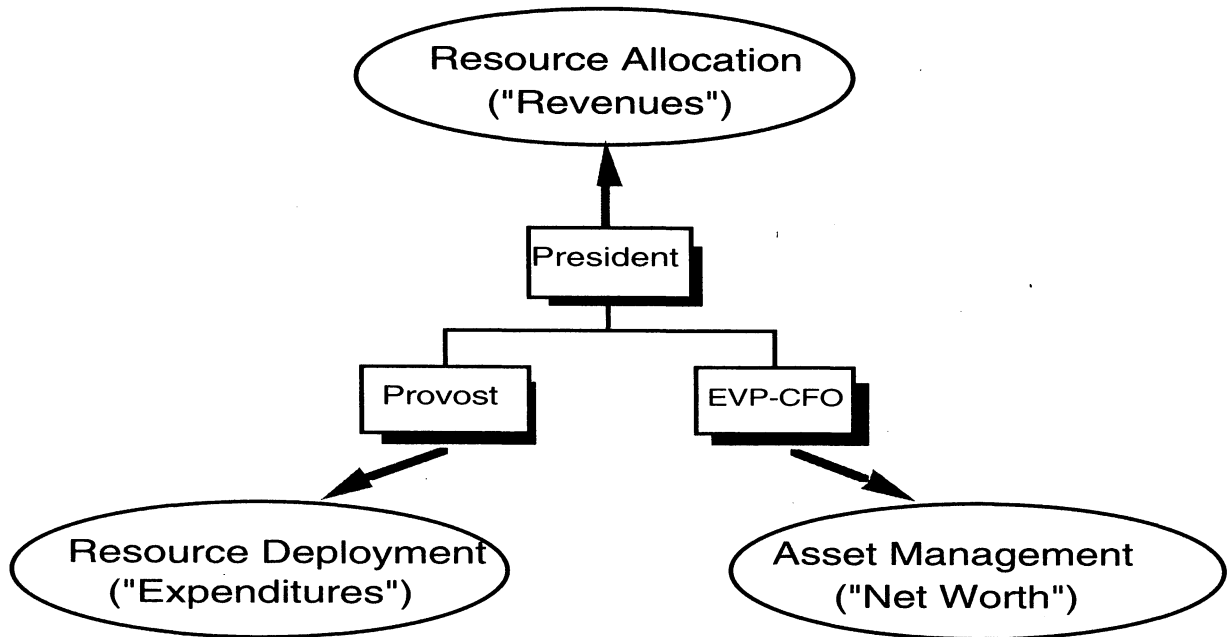 Resource Allocation
("Revenues")
President
Provost
EVP-CFO
Resource Deployment
("Expenditures")
Asset Management
("Net Worth")